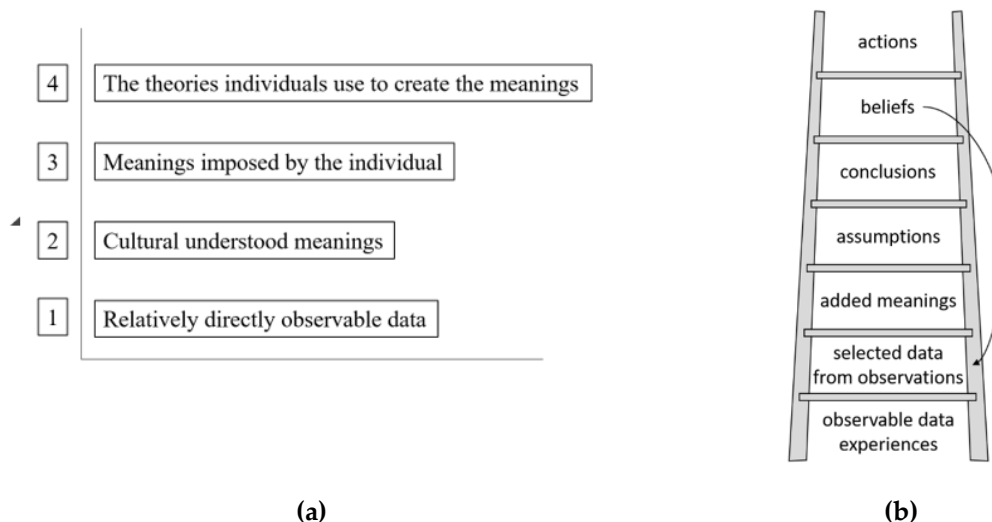 4
The theories individuals use to create the meanings
3
Meanings imposed by the individual
2
Cultural understood meanings
1
Relatively directly observable data
(a)
actions
beliefs
conclusions
assumptions
added meanings
selected data
from observations
observable data
experiences
(b)